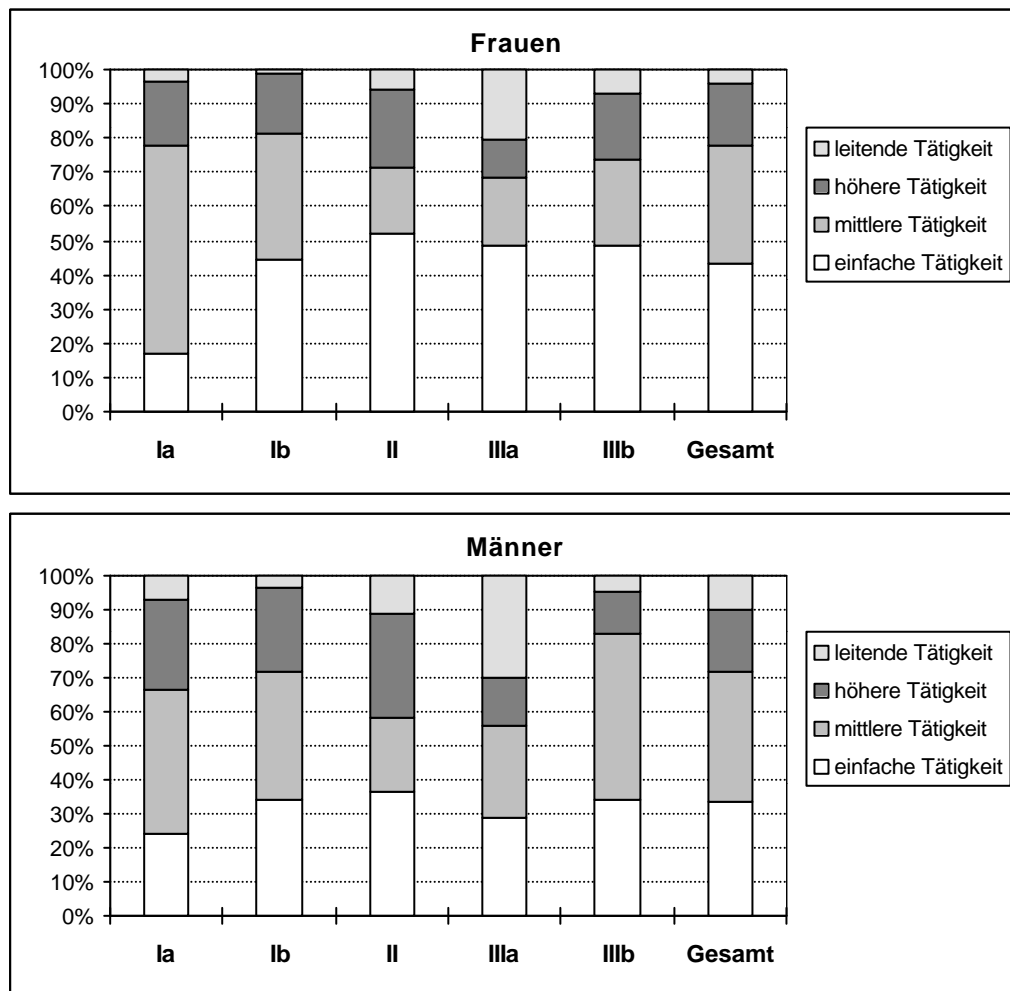 Frauen
100%
90%
80%
70%
60%
50%
40%
30%
20%
10%
0%
Ia Ib II IIIa IIIb Gesamt
leitende Tätigkeit
höhere Tätigkeit
mittlere Tätigkeit
einfache Tätigkeit
Männer
100%
90%
80%
70%
60%
50%
40%
30%
20%
10%
0%
Ia Ib II IIIa IIIb Gesamt
leitende Tätigkeit
höhere Tätigkeit
mittlere Tätigkeit
einfache Tätigkeit